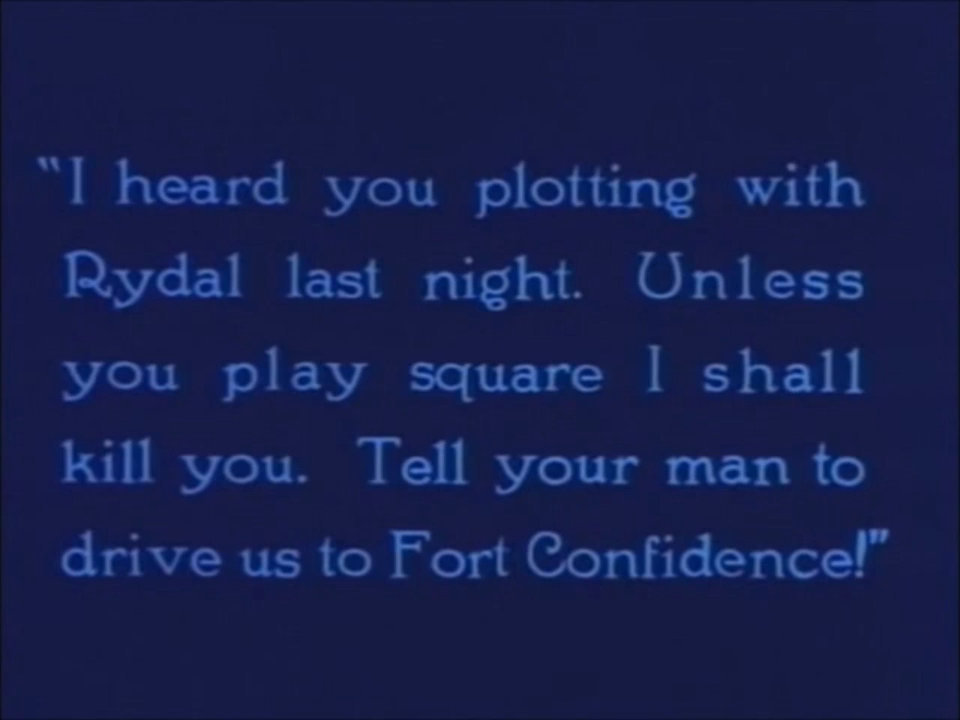 “I heard you plotting with
Rydal last night. Unless
you play square I shall
kill you. Tell your man to
drive us to Fort Confidence!”